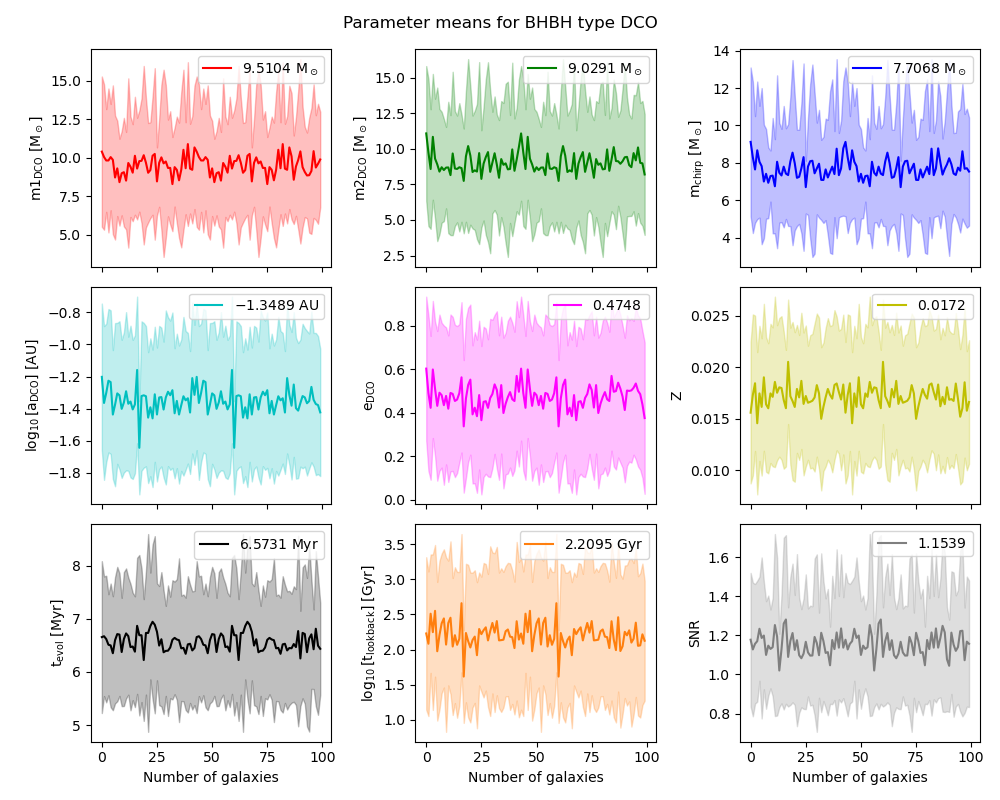 Parameter means for BHBH type DCO
m1DCO [M⊙]
15.0
12.5
10.0
7.5
5.0
9.5104 M⊙
m2DCO [M⊙]
15.0
12.5
10.0
7.5
5.0
2.5
9.0291 M⊙
mchirp [M⊙]
14
12
10
8
6
4
7.7068 M⊙
log10 [aDCO] [AU]
−0.8
−1.0
−1.2
−1.4
−1.6
−1.8
−1.3489 AU
eDCO
0.8
0.6
0.4
0.2
0.0
0.4748
Z
0.025
0.020
0.015
0.010
0.0172
tevol [Myr]
8
7
6
5
6.5731 Myr
0 25 50 75 100
Number of galaxies
log10 [tlookback] [Gyr]
3.5
3.0
2.5
2.0
1.5
1.0
2.2095 Gyr
0 25 50 75 100
Number of galaxies
SNR
1.6
1.4
1.2
1.0
0.8
1.1539
0 25 50 75 100
Number of galaxies